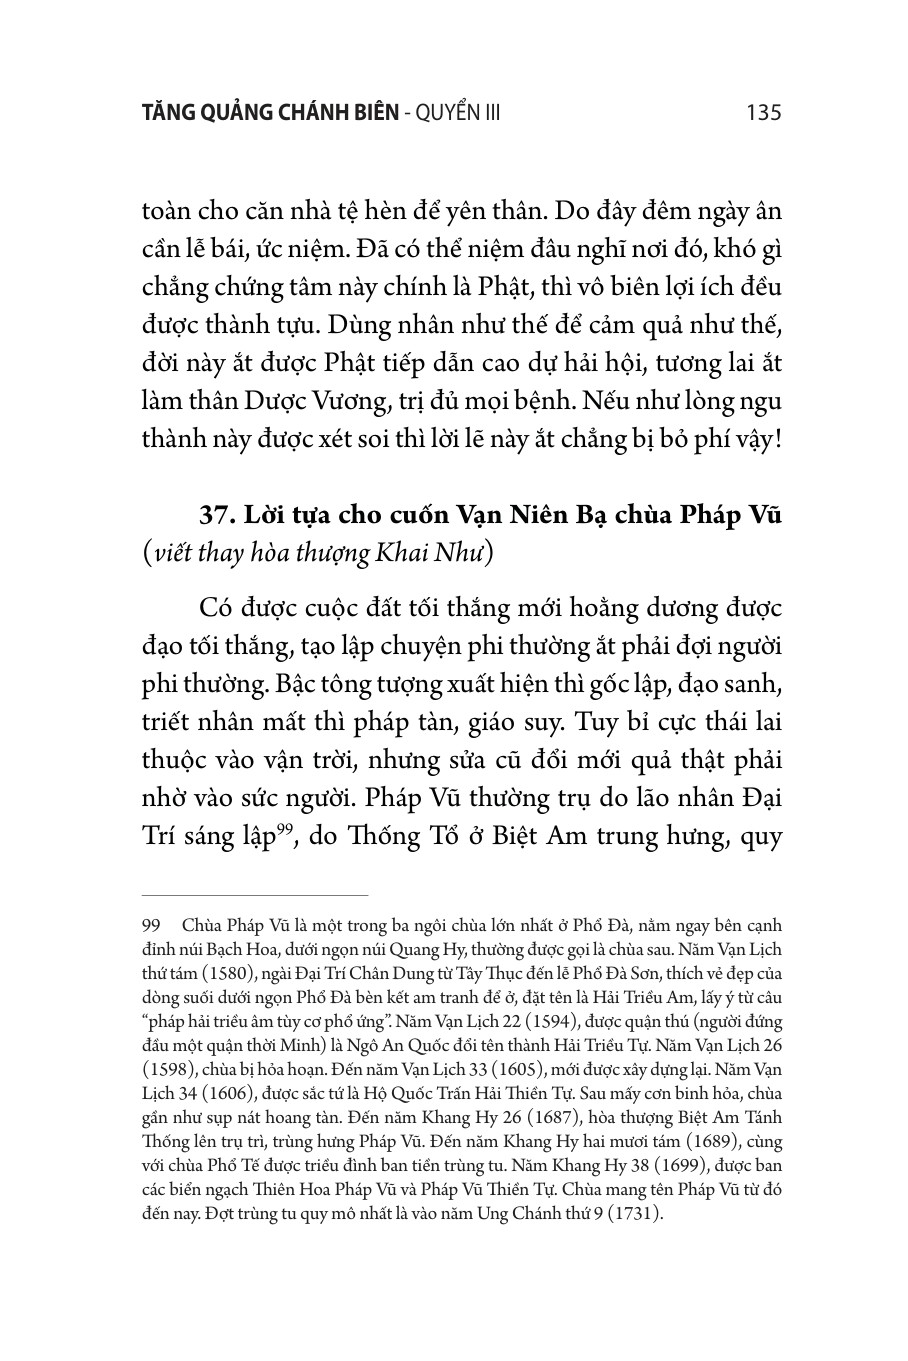 TĂNG QUẢNG CHÁNH BIÊN - QUYỂN III 135
toàn cho căn nhà tệ hèn để yên thân. Do đây đêm ngày ân
cần lễ bái, ức niệm. Đã có thể niệm đâu nghĩ nơi đó, khó gì
chẳng chứng tâm này chính là Phật, thì vô biên lợi ích đều
được thành tựu. Dùng nhân như thế để cảm quả như thế,
đời này ắt được Phật tiếp dẫn cao dự hải hội, tương lai ắt
làm thân Dược Vương, trị đủ mọi bệnh. Nếu như lòng ngu
thành này được xét soi thì lời lẽ này ắt chẳng bị bỏ phí vậy!
37. Lời tựa cho cuốn Vạn Niên Bạ chùa Pháp Vũ
(viết thay hòa thượng Khai Như)
Có được cuộc đất tối thắng mới hoằng dương được
đạo tối thắng, tạo lập chuyện phi thường ắt phải đợi người
phi thường. Bậc tông tượng xuất hiện thì gốc lập, đạo sanh,
triết nhân mất thì pháp tàn, giáo suy. Tuy bỉ cực thái lai
thuộc vào vận trời, nhưng sửa cũ đổi mới quả thật phải
nhờ vào sức người. Pháp Vũ thường trụ do lão nhân Đại
Trí sáng lập99, do Thống Tổ ở Biệt Am trung hưng, quy
99 Chùa Pháp Vũ là một trong ba ngôi chùa lớn nhất ở Phổ Đà, nằm ngay bên cạnh
đỉnh núi Bạch Hoa, dưới ngọn núi Quang Hy, thường được gọi là chùa sau. Năm Vạn Lịch
thứ tám (1580), ngài Đại Trí Chân Dung từ Tây Thục đến lễ Phổ Đà Sơn, thích vẻ đẹp của
dòng suối dưới ngọn Phổ Đà bèn kết am tranh để ở, đặt tên là Hải Triều Am, lấy ý từ câu
“pháp hải triều âm tùy cơ phổ ứng”. Năm Vạn Lịch 22 (1594), được quận thú (người đứng
đầu một quận thời Minh) là Ngô An Quốc đổi tên thành Hải Triều Tự. Năm Vạn Lịch 26
(1598), chùa bị hỏa hoạn. Đến năm Vạn Lịch 33 (1605), mới được xây dựng lại. Năm Vạn
Lịch 34 (1606), được sắc tứ là Hộ Quốc Trấn Hải Thiền Tự. Sau mấy cơn binh hỏa, chùa
gần như sụp nát hoang tàn. Đến năm Khang Hy 26 (1687), hòa thượng Biệt Am Tánh
Thống lên trụ trì, trùng hưng Pháp Vũ. Đến năm Khang Hy hai mươi tám (1689), cùng
với chùa Phổ Tế được triều đình ban tiền trùng tu. Năm Khang Hy 38 (1699), được ban
các biển ngạch Thiên Hoa Pháp Vũ và Pháp Vũ Thiền Tự. Chùa mang tên Pháp Vũ từ đó
đến nay. Đợt trùng tu quy mô nhất là vào năm Ung Chánh thứ 9 (1731).